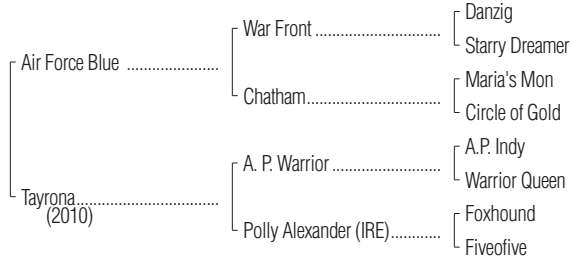 Danzig
War Front ..............................
Starry Dreamer
Air Force Blue ......................
Maria's Mon
Chatham................................
Circle of Gold
A.P. Indy
A. P. Warrior ..........................
Warrior Queen
Tayrona..................................
(2010)
Foxhound
Polly Alexander (IRE)............
Fiveofive